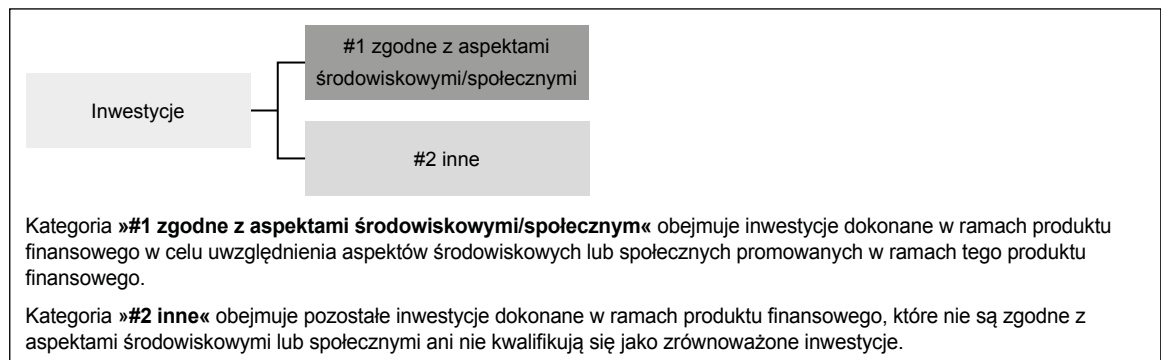 #1 zgodne z aspektami
środowiskowymi/społecznymi
Inwestycje
#2 inne
Kategoria »#1 zgodne z aspektami środowiskowymi/społecznym« obejmuje inwestycje dokonane w ramach produktu
finansowego w celu uwzględnienia aspektów środowiskowych lub społecznych promowanych w ramach tego produktu
finansowego.
Kategoria »#2 inne« obejmuje pozostałe inwestycje dokonane w ramach produktu finansowego, które nie są zgodne z
aspektami środowiskowymi lub społecznymi ani nie kwalifikują się jako zrównoważone inwestycje.